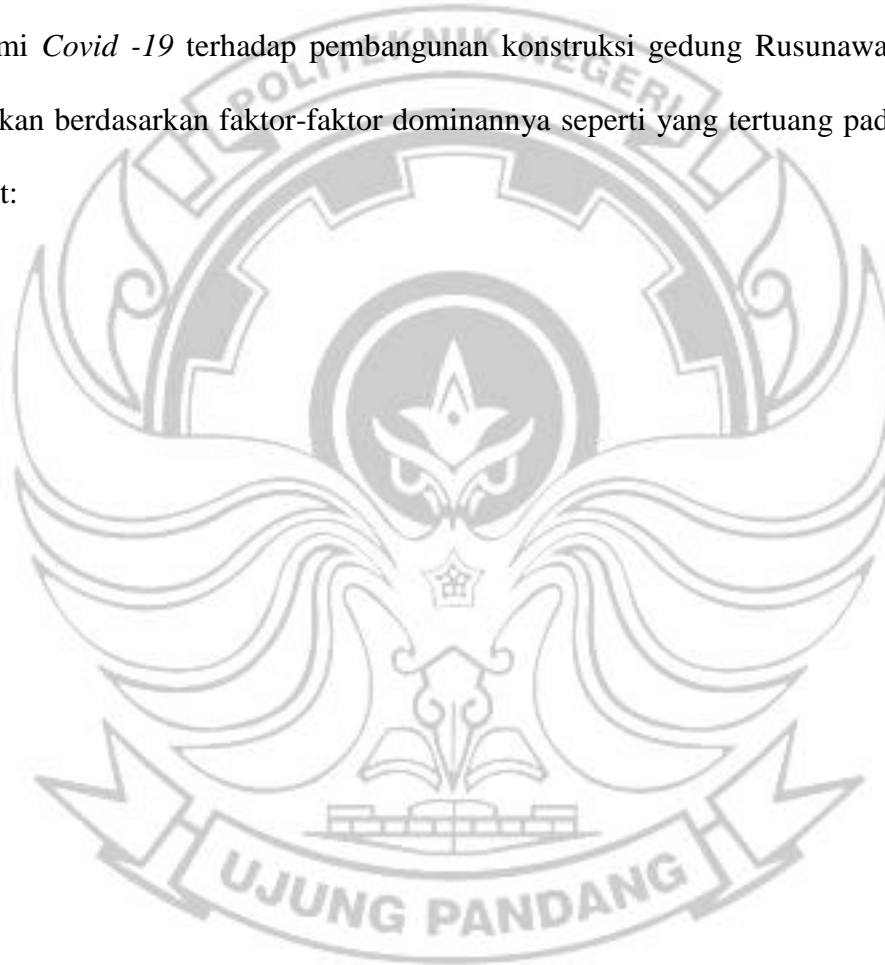 mi Covid -19 terhadap pembangunan konstruksi gedung Rusunawa
POLITEKNIK NEGERI
kan berdasarkan faktor-faktor dominannya seperti yang tertuang pad
t:
UJUNG PANDANG